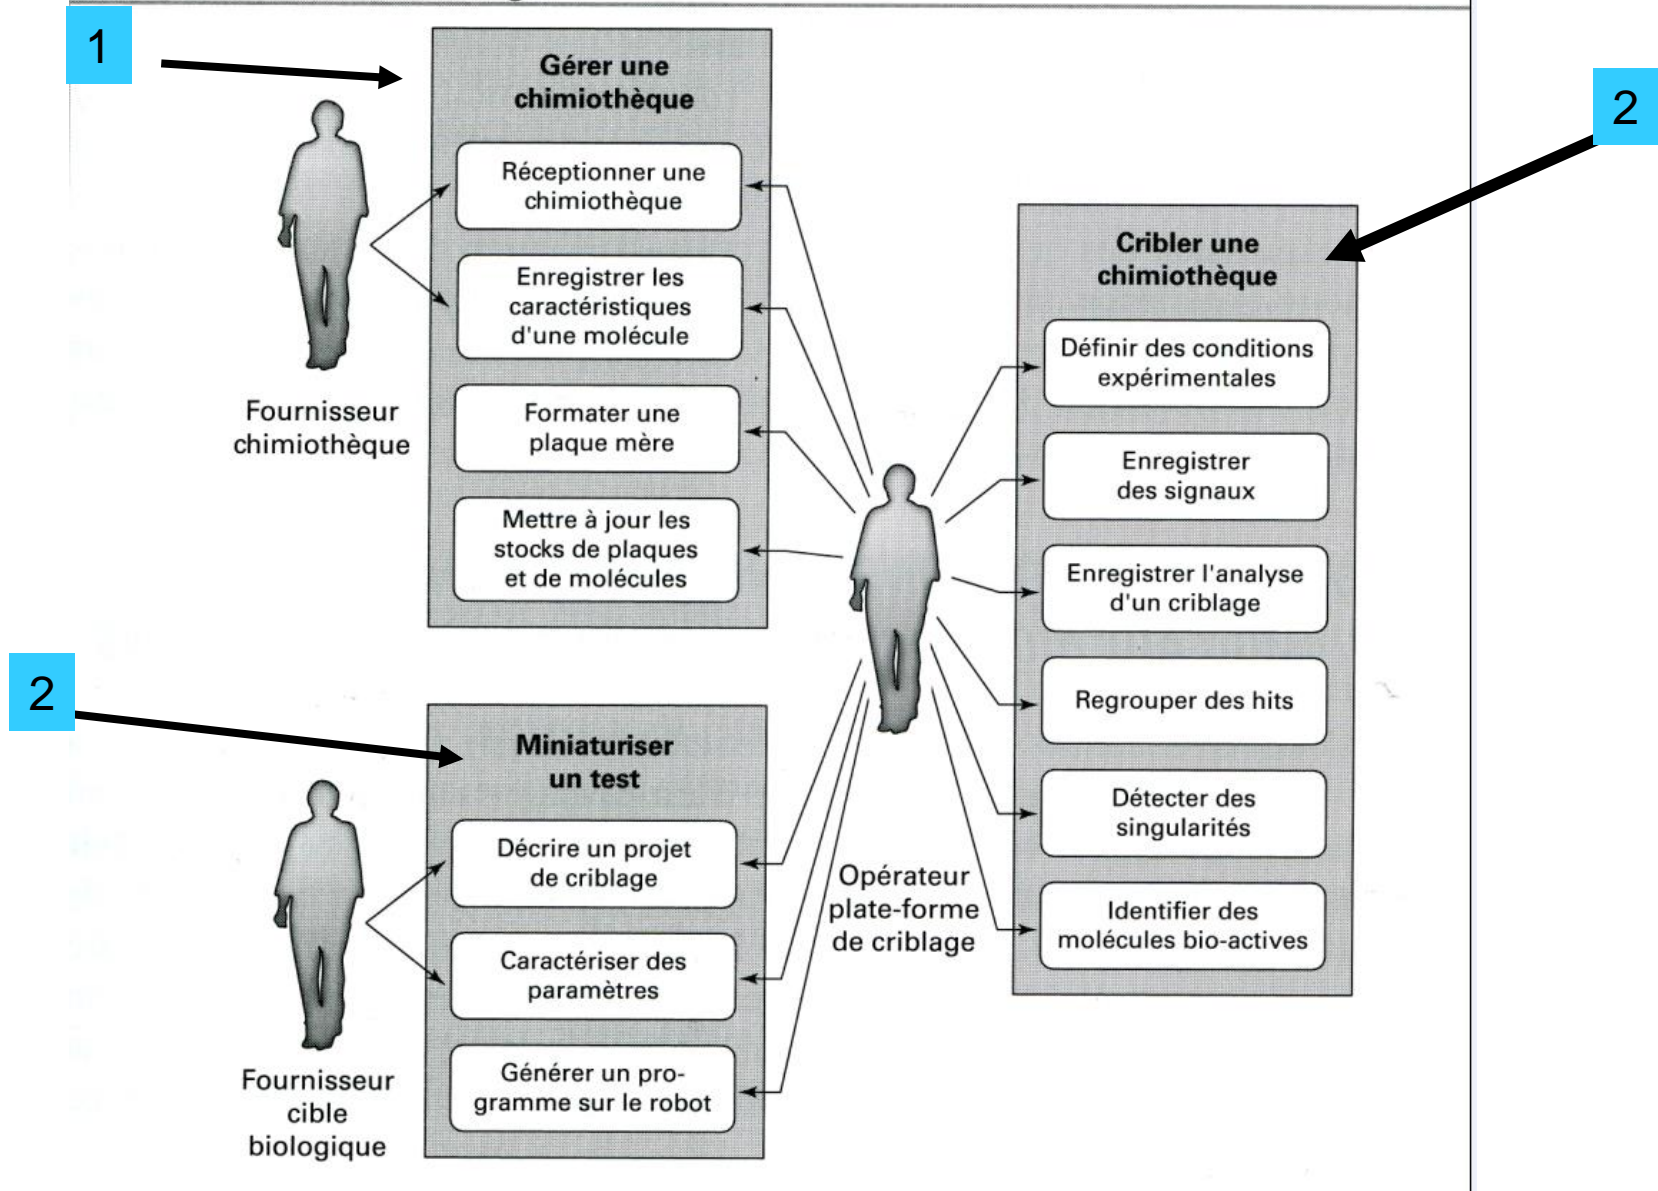 1
Gérer une
chimiothèque
Réceptionner une
chimiothèque
Enregistrer les
caractéristiques
d'une molécule
Formater une
plaque mère
Mettre à jour les
stocks de plaques
et de molécules
Fournisseur
chimiothèque
2
Cribler une
chimiothèque
Définir des conditions
expérimentales
Enregistrer
des signaux
Enregistrer l'analyse
d'un criblage
Regrouper des hits
Détecter des
singularités
Identifier des
molécules bio-actives
Opérateur
plate-forme
de criblage
2
Miniaturiser
un test
Décrire un projet
de criblage
Caractériser des
paramètres
Générer un pro-
gramme sur le robot
Fournisseur
cible
biologique